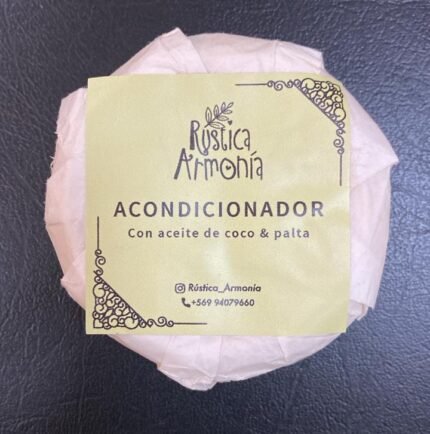 Rústica
Armonía
ACONDICIONADOR
Con aceite de coco & palta
Rústica_Armonía
+569 94079660